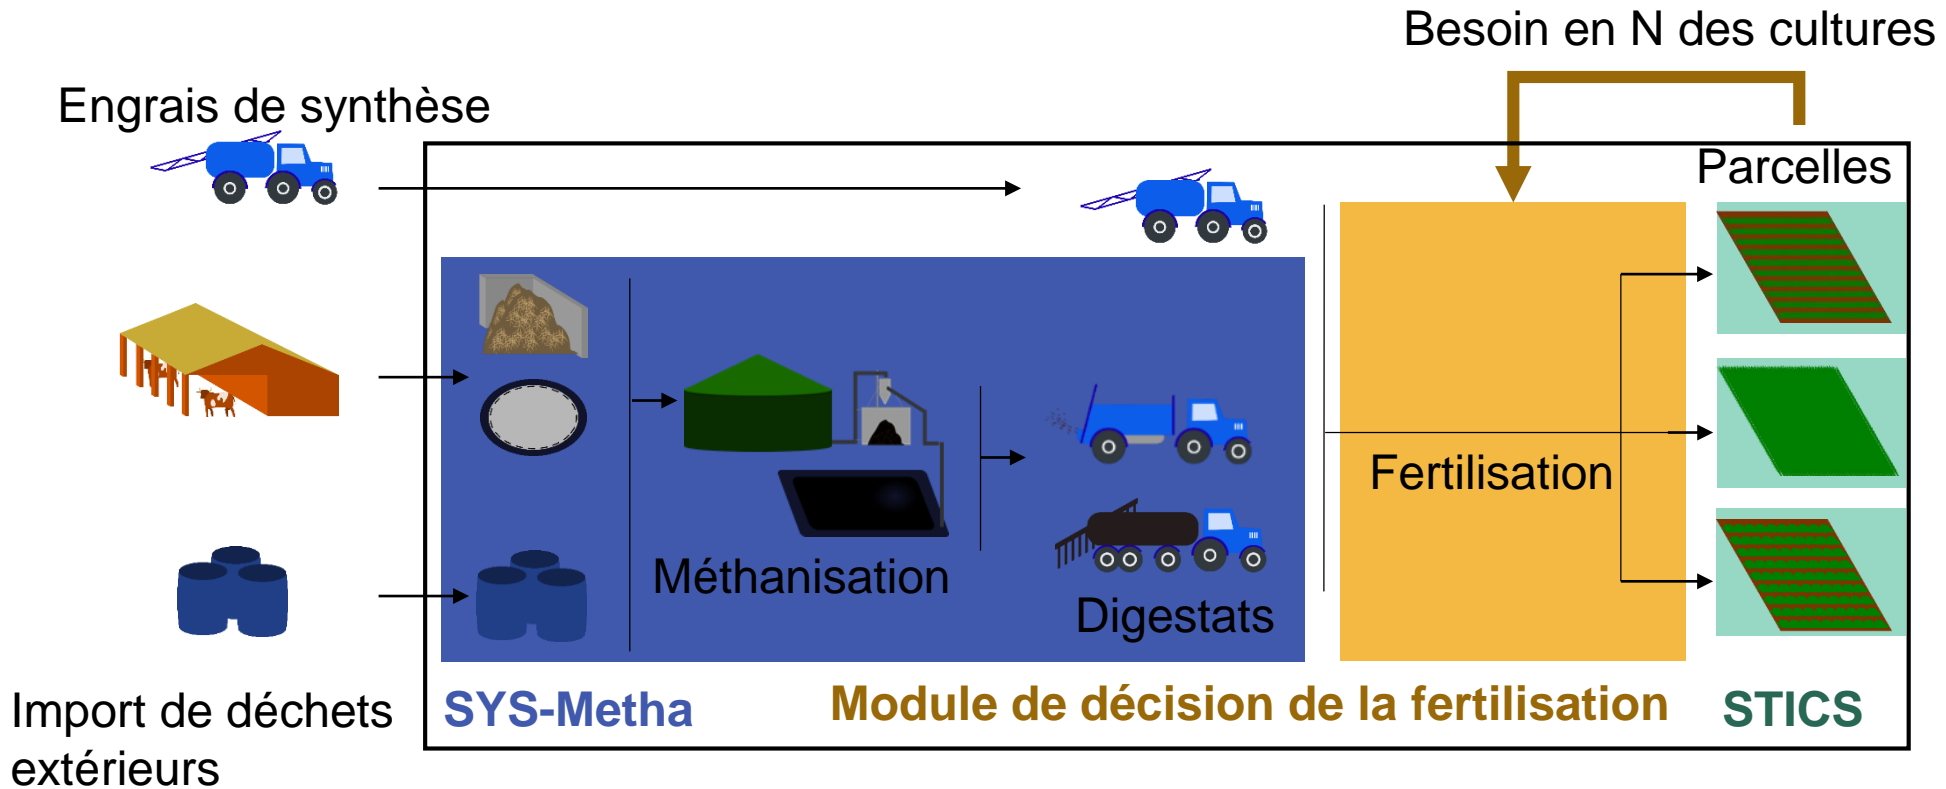 Besoin en N des cultures
Engrais de synthèse
Parcelles
Fertilisation
Méthanisation
Digestats
SYS-Metha
Module de décision de la fertilisation
STICS
Import de déchets
extérieurs